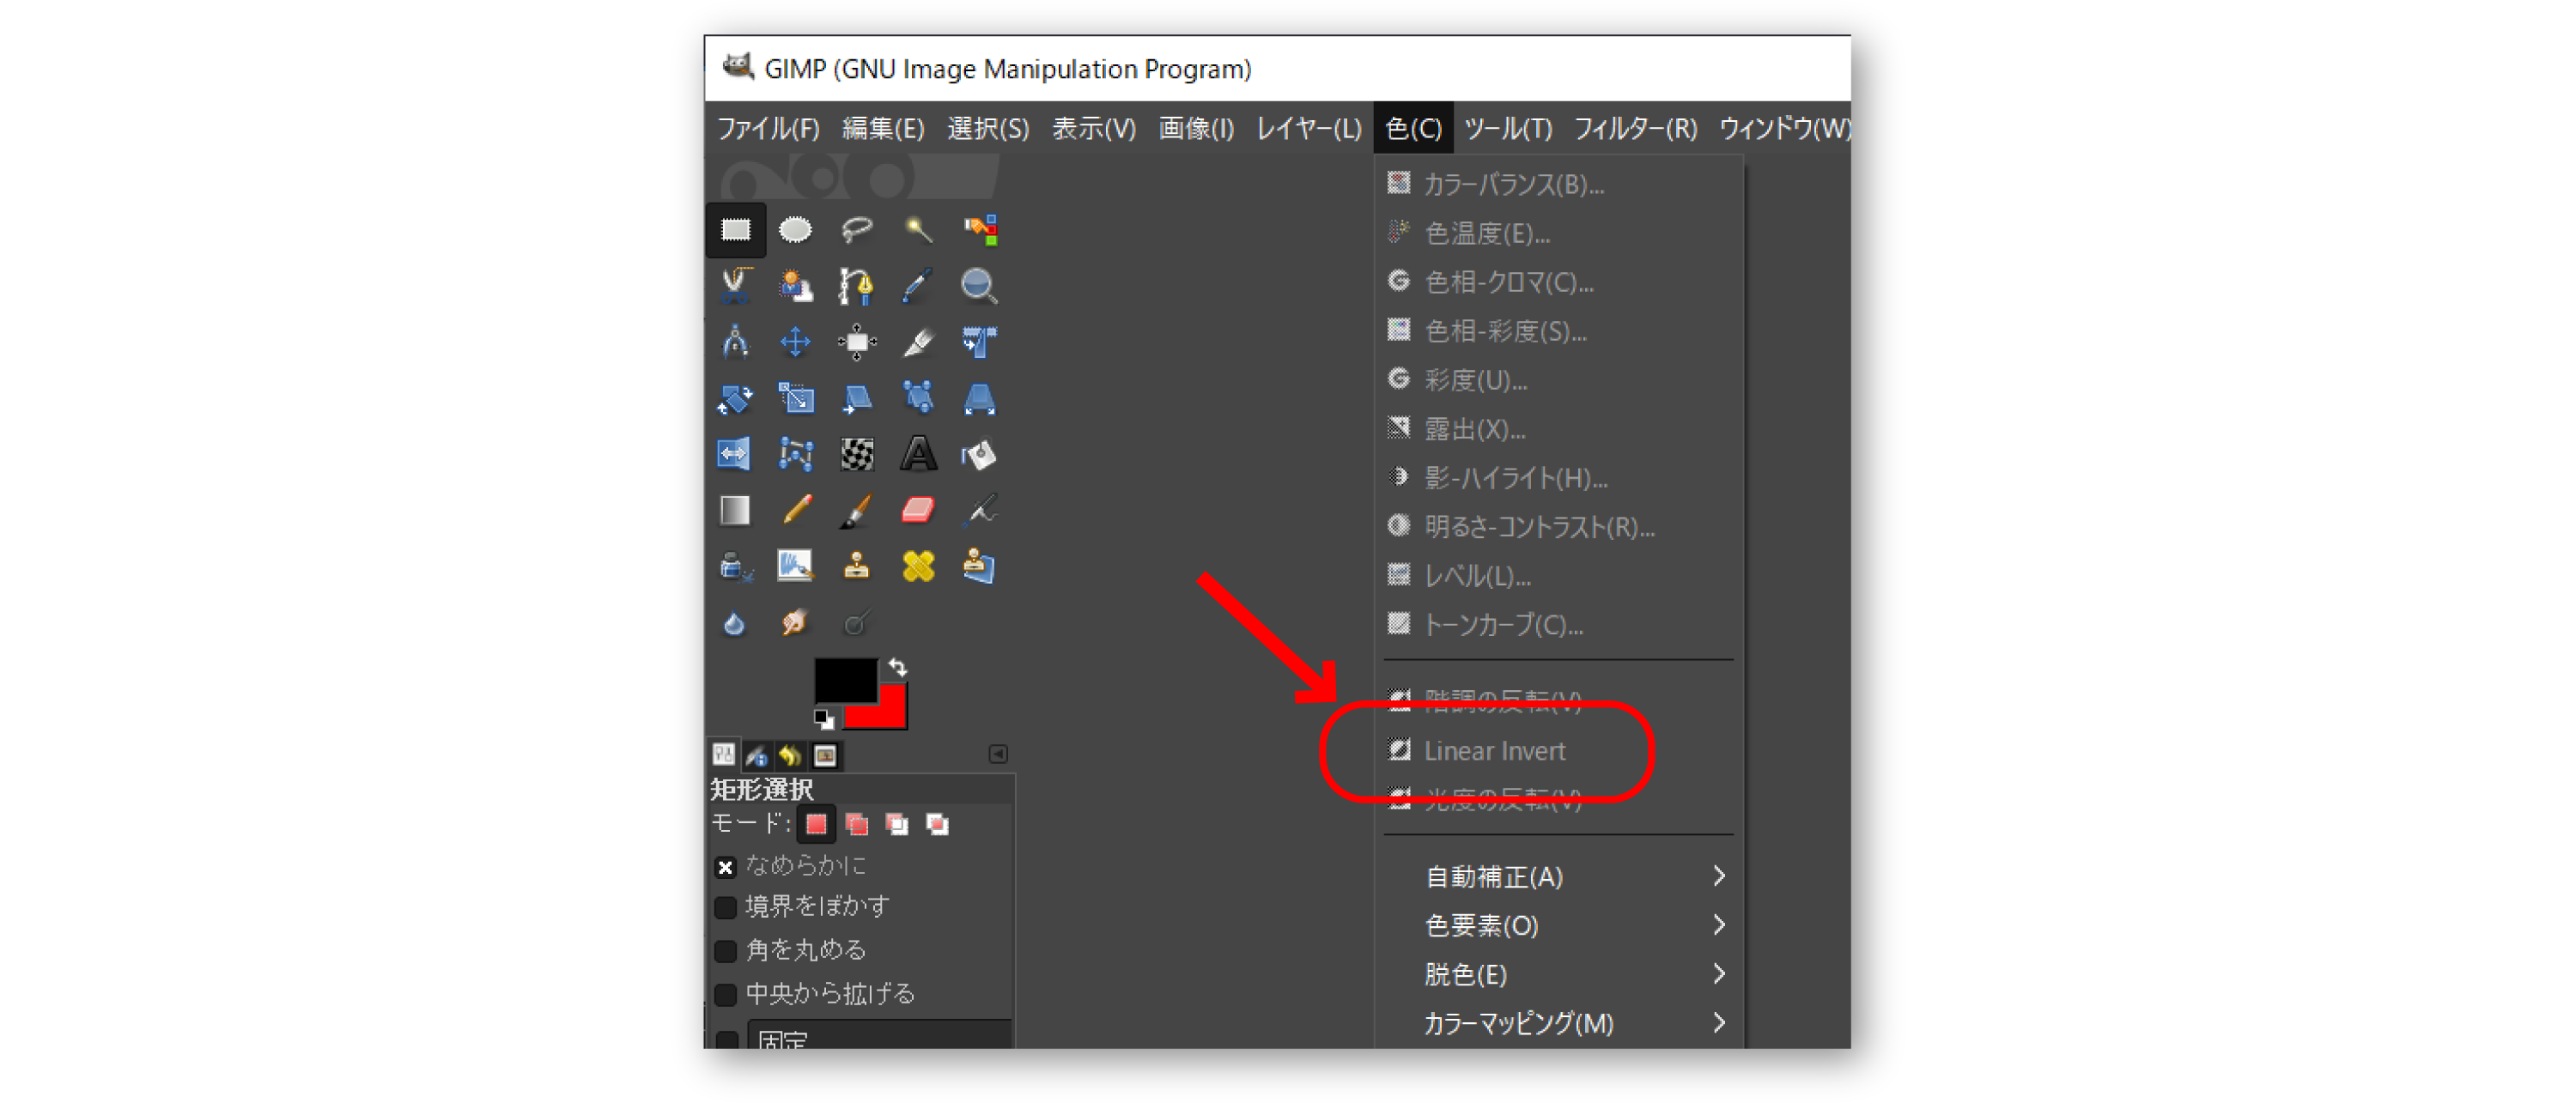 GIMP (GNU Image Manipulation Program)
ファイル(F) 編集(E) 選択(S) 表示(V) 画像(I) レイヤー(L) 色(C) ツール(T) フィルター(R) ウィンドウ(W)
カラーバランス(B)...
色温度(E)...
色相-クロマ(C)...
色相-彩度(S)...
彩度(U)...
露出(X)...
影-ハイライト(H)...
明るさ-コントラスト(R)...
レベル(L)...
トーンカーブ(C)...
階調の反転(V)
Linear Invert
光度の反転(V)
自動補正(A)
色要素(O)
脱色(E)
カラーマッピング(M)
矩形選択
モード:
なめらかに
境界をぼかす
角を丸める
中央から拡げる
固定